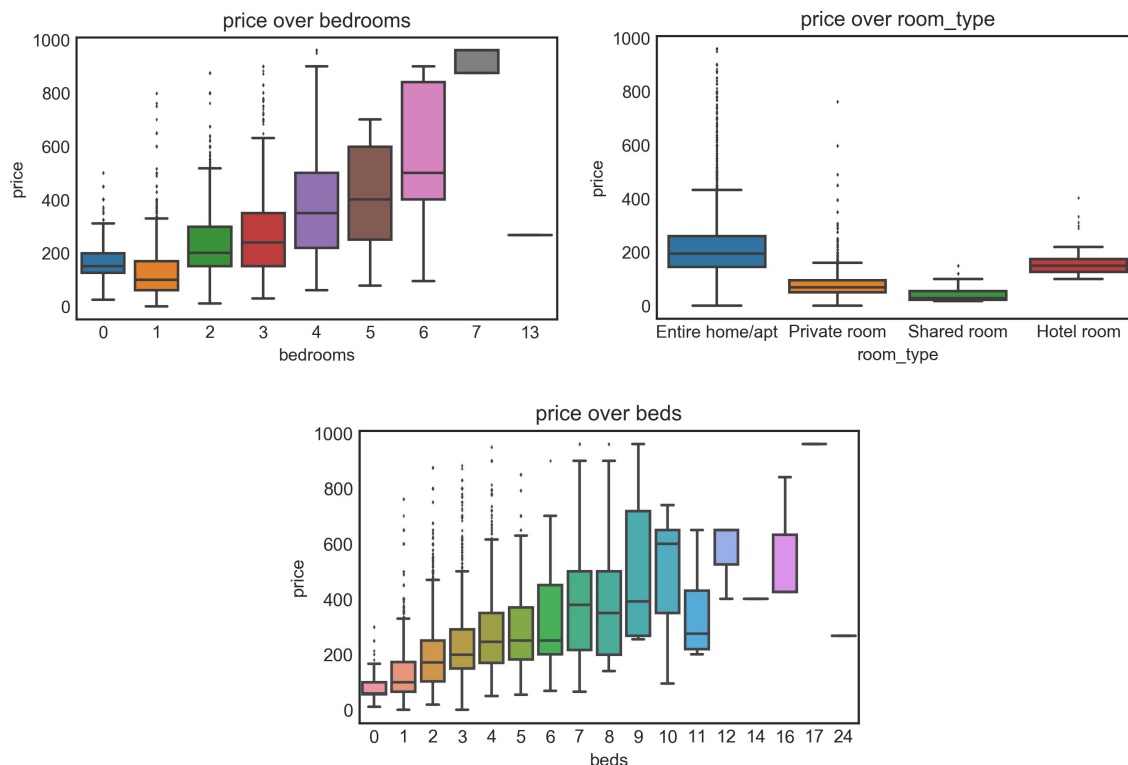 price over bedrooms
1000
800
600
400
200
0
price
0 1 2 3 4 5 6 7 13
bedrooms
price over room_type
1000
800
600
400
200
0
price
Entire home/apt Private room Shared room Hotel room
room_type
price over beds
1000
800
600
400
200
0
price
0 1 2 3 4 5 6 7 8 9 10 11 12 14 16 17 24
beds